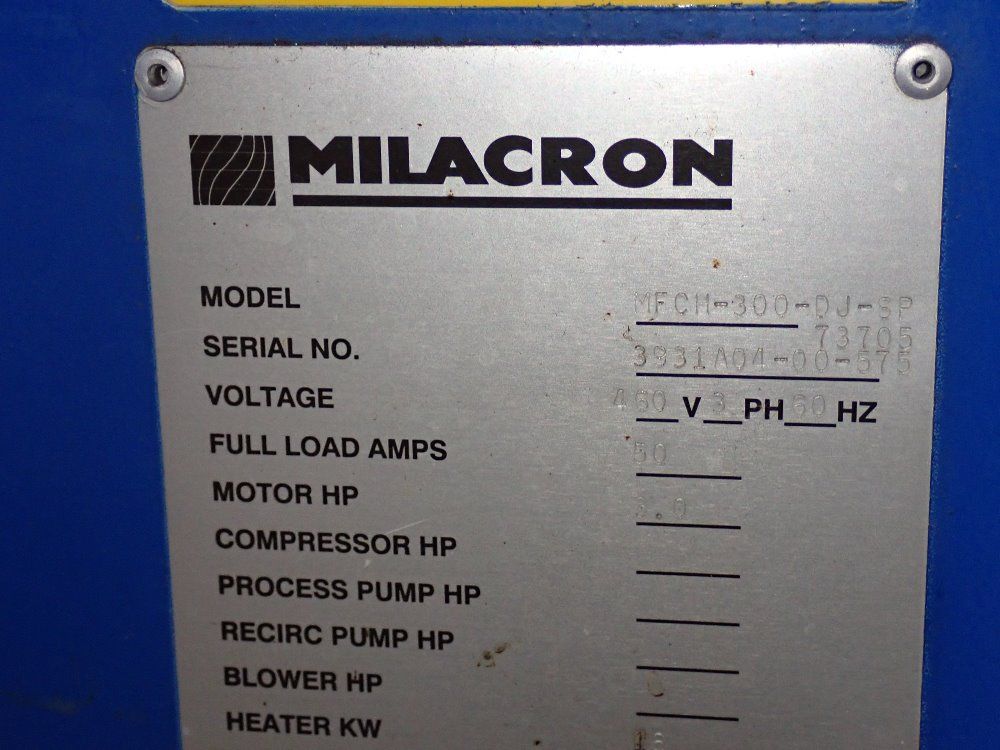 MILACRON
MODEL MFCH-300-DJ-SP
73705
SERIAL NO. 3931A04-00-575
VOLTAGE 460 V 3 PH 60 HZ
FULL LOAD AMPS 50
MOTOR HP
COMPRESSOR HP
PROCESS PUMP HP
RECIRC PUMP HP
BLOWER HP
HEATER KW